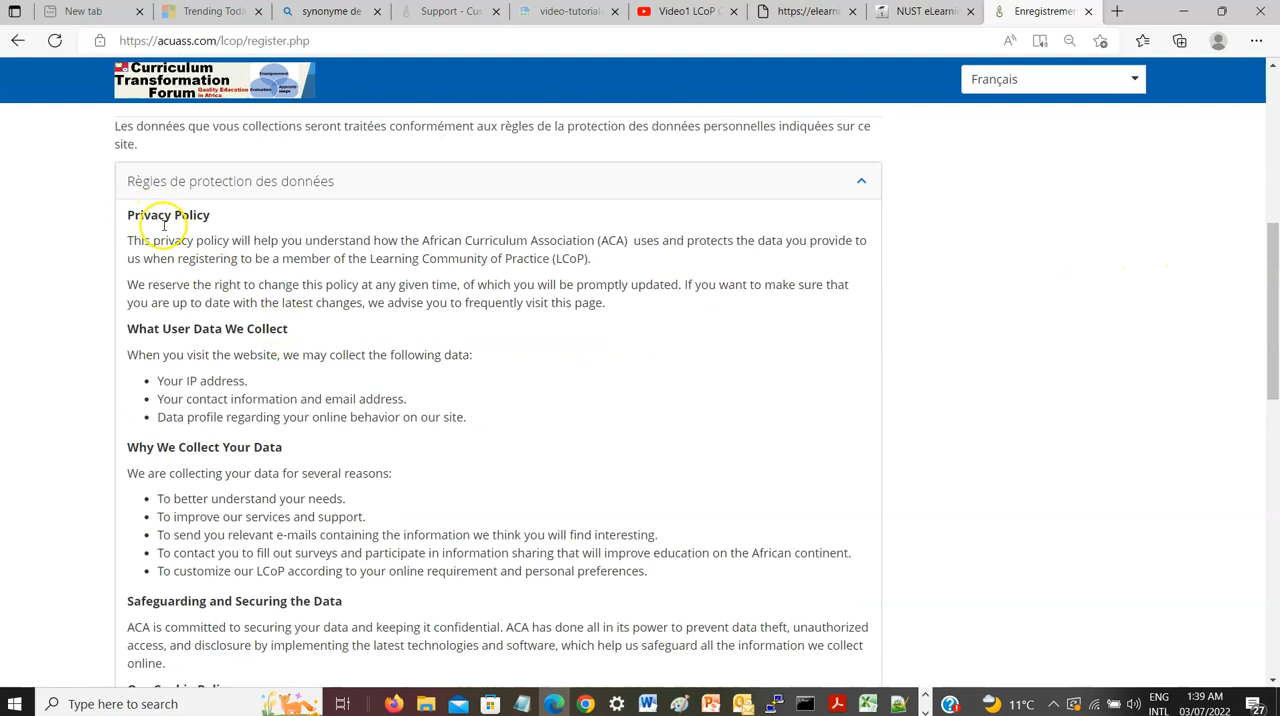 New tab
Trending Toda
synonyme de
Support - Cus
video-tutorials
Video1 LCoP C
https://elearni
NUST eLearnin
Enregistremen
https://acuass.com/lcop/register.php
Curriculum
Transformation
Forum Quality Education in Africa
Enseignement
Evaluation
Apprentissage
Français
Les données que vous collections seront traitées conformément aux règles de la protection des données personnelles indiquées sur ce
site.
Règles de protection des données
Privacy Policy
This privacy policy will help you understand how the African Curriculum Association (ACA) uses and protects the data you provide to
us when registering to be a member of the Learning Community of Practice (LCoP).
We reserve the right to change this policy at any given time, of which you will be promptly updated. If you want to make sure that
you are up to date with the latest changes, we advise you to frequently visit this page.
What User Data We Collect
When you visit the website, we may collect the following data:
• Your IP address.
• Your contact information and email address.
• Data profile regarding your online behavior on our site.
Why We Collect Your Data
We are collecting your data for several reasons:
• To better understand your needs.
• To improve our services and support.
• To send you relevant e-mails containing the information we think you will find interesting.
• To contact you to fill out surveys and participate in information sharing that will improve education on the African continent.
• To customize our LCoP according to your online requirement and personal preferences.
Safeguarding and Securing the Data
ACA is committed to securing your data and keeping it confidential. ACA has done all in its power to prevent data theft, unauthorized
access, and disclosure by implementing the latest technologies and software, which help us safeguard all the information we collect
online.
Our Cookie Policy
Type here to search
11°C
ENG
INTL
1:39 AM
03/07/2022
27